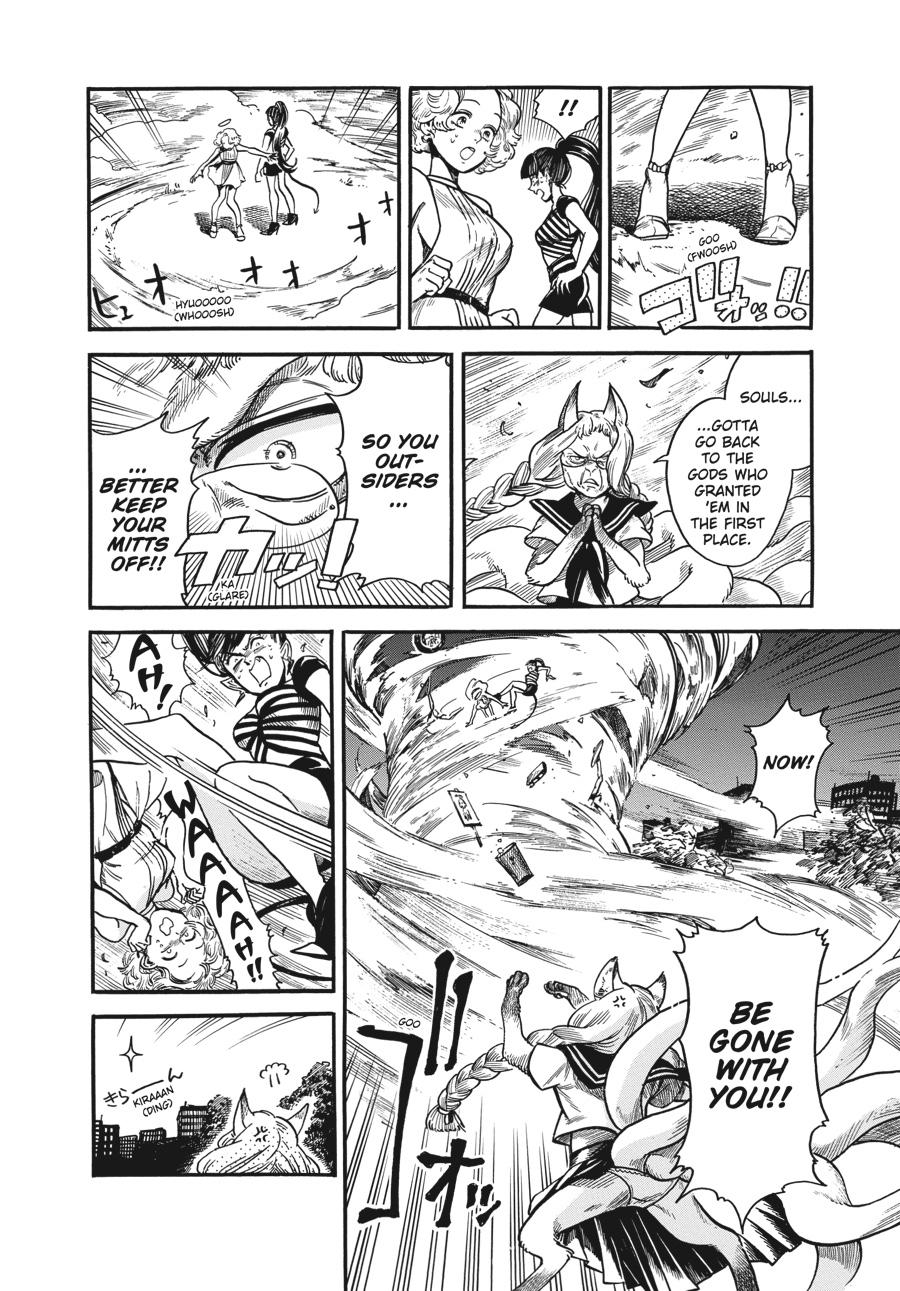 ゴォ…!!
GOO
(FWOOSH)
!!
ヒュ
オ
オ
オ
オ
オ
HYUOOOOO
(WHOOOSH)
SOULS...
...GOTTA
GO BACK
TO THE
GODS WHO
GRANTED
'EM IN
THE FIRST
PLACE.
SO YOU
OUT-
SIDERS
...
...
BETTER
KEEP
YOUR
MITTS
OFF!!
カッ!
KA
(GLARE)
NOW!
BE
GONE
WITH
YOU!!
ゴオッ!!
GOO
AH!
WAAAAH!!
きらーん
KIRAAAN
(DING)